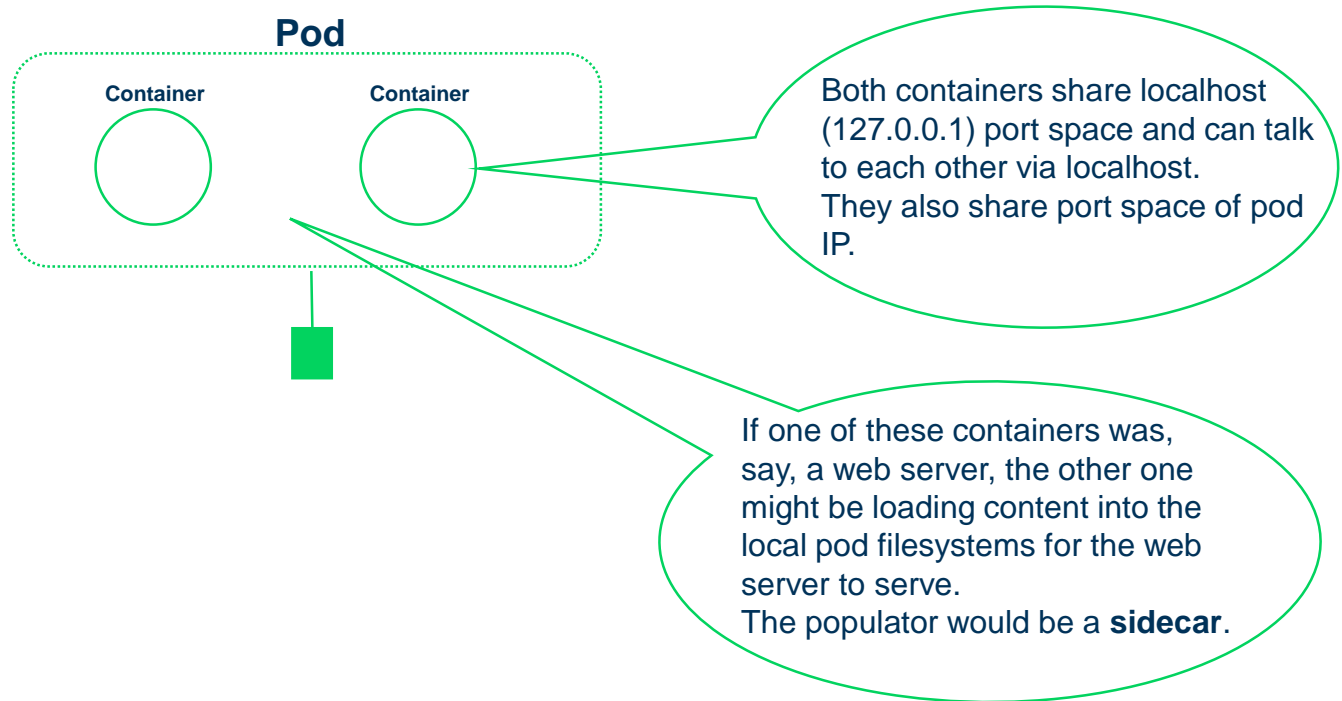 Pod
Container
Container
Both containers share localhost
(127.0.0.1) port space and can talk
to each other via localhost.
They also share port space of pod
IP.
If one of these containers was,
say, a web server, the other one
might be loading content into the
local pod filesystems for the web
server to serve.
The populator would be a sidecar.